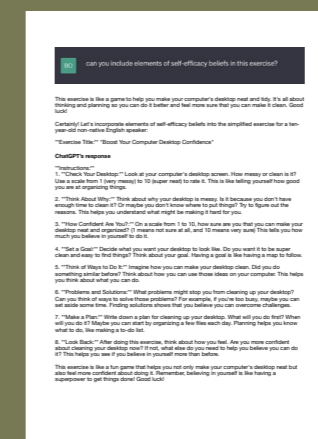 BO can you include elements of self-efficacy beliefs in this exercise?
This exercise is like a game to help you make your computer's desktop neat and tidy. It's all about
thinking and planning so you can do it better and feel more sure that you can make it clean. Good
luck!
Certainly! Let's incorporate elements of self-efficacy beliefs into the simplified exercise for a ten-
year-old non-native English speaker:
**Exercise Title:** "Boost Your Computer Desktop Confidence"
ChatGPT's response
**Instructions:**
1. **Check Your Desktop:** Look at your computer's desktop screen. How messy or clean is it?
Use a scale from 1 (very messy) to 10 (super neat) to rate it. This is like telling yourself how good
you are at organizing things.
2. **Think About Why:** Think about why your desktop is messy. Is it because you don't have
enough time to clean it? Or maybe you don't know where to put things? Try to figure out the
reasons. This helps you understand what might be making it hard for you.
3. **How Confident Are You?:** On a scale from 1 to 10, how sure are you that you can make your
desktop neat and organized? (1 means not sure at all, and 10 means very sure) This tells you how
much you believe in yourself to do it.
4. **Set a Goal:** Decide what you want your desktop to look like. Do you want it to be super
clean and easy to find things? Think about your goal. Having a goal is like having a map to follow.
5. **Think of Ways to Do It:** Imagine how you can make your desktop clean. Did you do
something similar before? Think about how you can use those ideas on your computer. This helps
you think about what you can do.
6. **Problems and Solutions:** What problems might stop you from cleaning up your desktop?
Can you think of ways to solve these problems? For example, if you're too busy, maybe you can
set aside some time. Finding solutions shows that you believe you can overcome challenges.
7. **Make a Plan:** Write down a plan for cleaning up your desktop. What will you do first? When
will you do it? Maybe you can start by organizing a few files each day. Planning helps you know
what to do, like making a to-do list.
8. **Look Back:** After doing this exercise, think about how you feel. Are you more confident
about cleaning your desktop now? If not, what else do you need to help you believe you can do
it? This helps you see if you believe in yourself more than before.
This exercise is like a fun game that helps you not only make your computer's desktop neat but
also feel more confident about doing it. Remember, believing in yourself is like having a
superpower to get things done! Good luck!